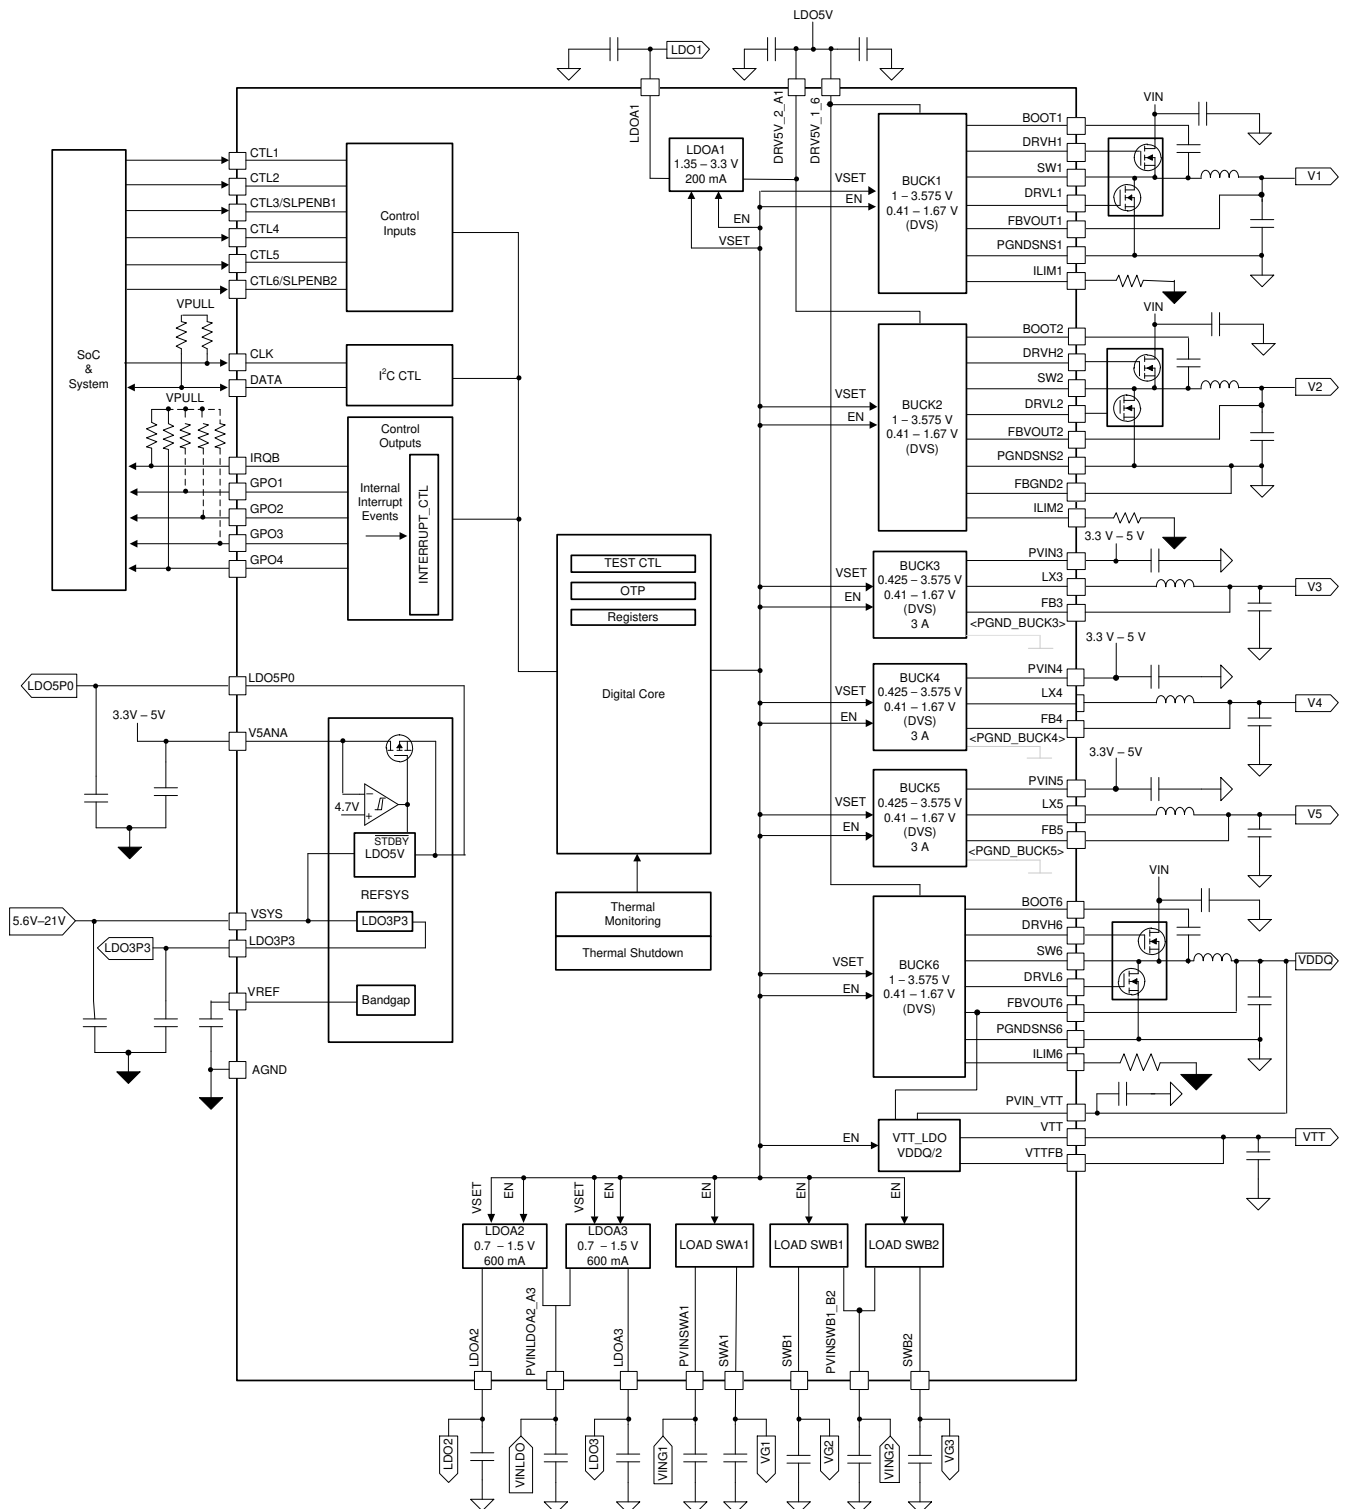 LDO5V
LDO1
LDOA1
DRV5V_2_A1
DRV5V_1_6
LDOA1
1.35 – 3.3 V
200 mA
EN
VSET
SoC
&
System
CTL1
CTL2
CTL3/SLPENB1
CTL4
CTL5
CTL6/SLPENB2
Control
Inputs
VPULL
CLK
DATA
I2C CTL
VPULL
IRQB
GPO1
GPO2
GPO3
GPO4
Control
Outputs
Internal
Interrupt
Events
INTERRUPT_CTL
TEST CTL
OTP
Registers
Digital Core
Thermal
Monitoring
Thermal Shutdown
LDO5P0
LDO5P0
3.3V – 5V
V5ANA
4.7V
STDBY
LDO5V
REFSYS
5.6V–21V
VSYS
LDO3P3
LDO3P3
LDO3P3
VREF
Bandgap
AGND
VSET
EN
BUCK1
1 – 3.575 V
0.41 – 1.67 V
(DVS)
BOOT1
DRVH1
SW1
DRVL1
FBVOUT1
PGNDSNS1
ILIM1
VIN
V1
VSET
EN
BUCK2
1 – 3.575 V
0.41 – 1.67 V
(DVS)
BOOT2
DRVH2
SW2
DRVL2
FBVOUT2
PGNDSNS2
FBGND2
ILIM2
VIN
V2
VSET
EN
BUCK3
0.425 – 3.575 V
0.41 – 1.67 V
(DVS)
3 A
PVIN3
LX3
FB3
<PGND_BUCK3>
3.3 V – 5 V
V3
VSET
EN
BUCK4
0.425 – 3.575 V
0.41 – 1.67 V
(DVS)
3 A
PVIN4
LX4
FB4
<PGND_BUCK4>
3.3 V – 5 V
V4
VSET
EN
BUCK5
0.425 – 3.575 V
0.41 – 1.67 V
(DVS)
3 A
PVIN5
LX5
FB5
<PGND_BUCK5>
3.3V – 5V
V5
VSET
EN
BUCK6
1 – 3.575 V
0.41 – 1.67 V
(DVS)
BOOT6
DRVH6
SW6
DRVL6
FBVOUT6
PGNDSNS6
ILIM6
VIN
VDDQ
EN
VTT_LDO
VDDQ/2
PVIN_VTT
VTT
VTTFB
VTT
VSET
EN
LDOA2
0.7 – 1.5 V
600 mA
VSET
EN
LDOA3
0.7 – 1.5 V
600 mA
EN
LOAD SWA1
EN
LOAD SWB1
EN
LOAD SWB2
LDOA2
PVINLDOA2_A3
LDOA3
PVINSWA1
SWA1
SWB1
PVINSWB1_B2
SWB2
LDO2
VINLDO
LDO3
VING1
VG1
VG2
VING2
VG3